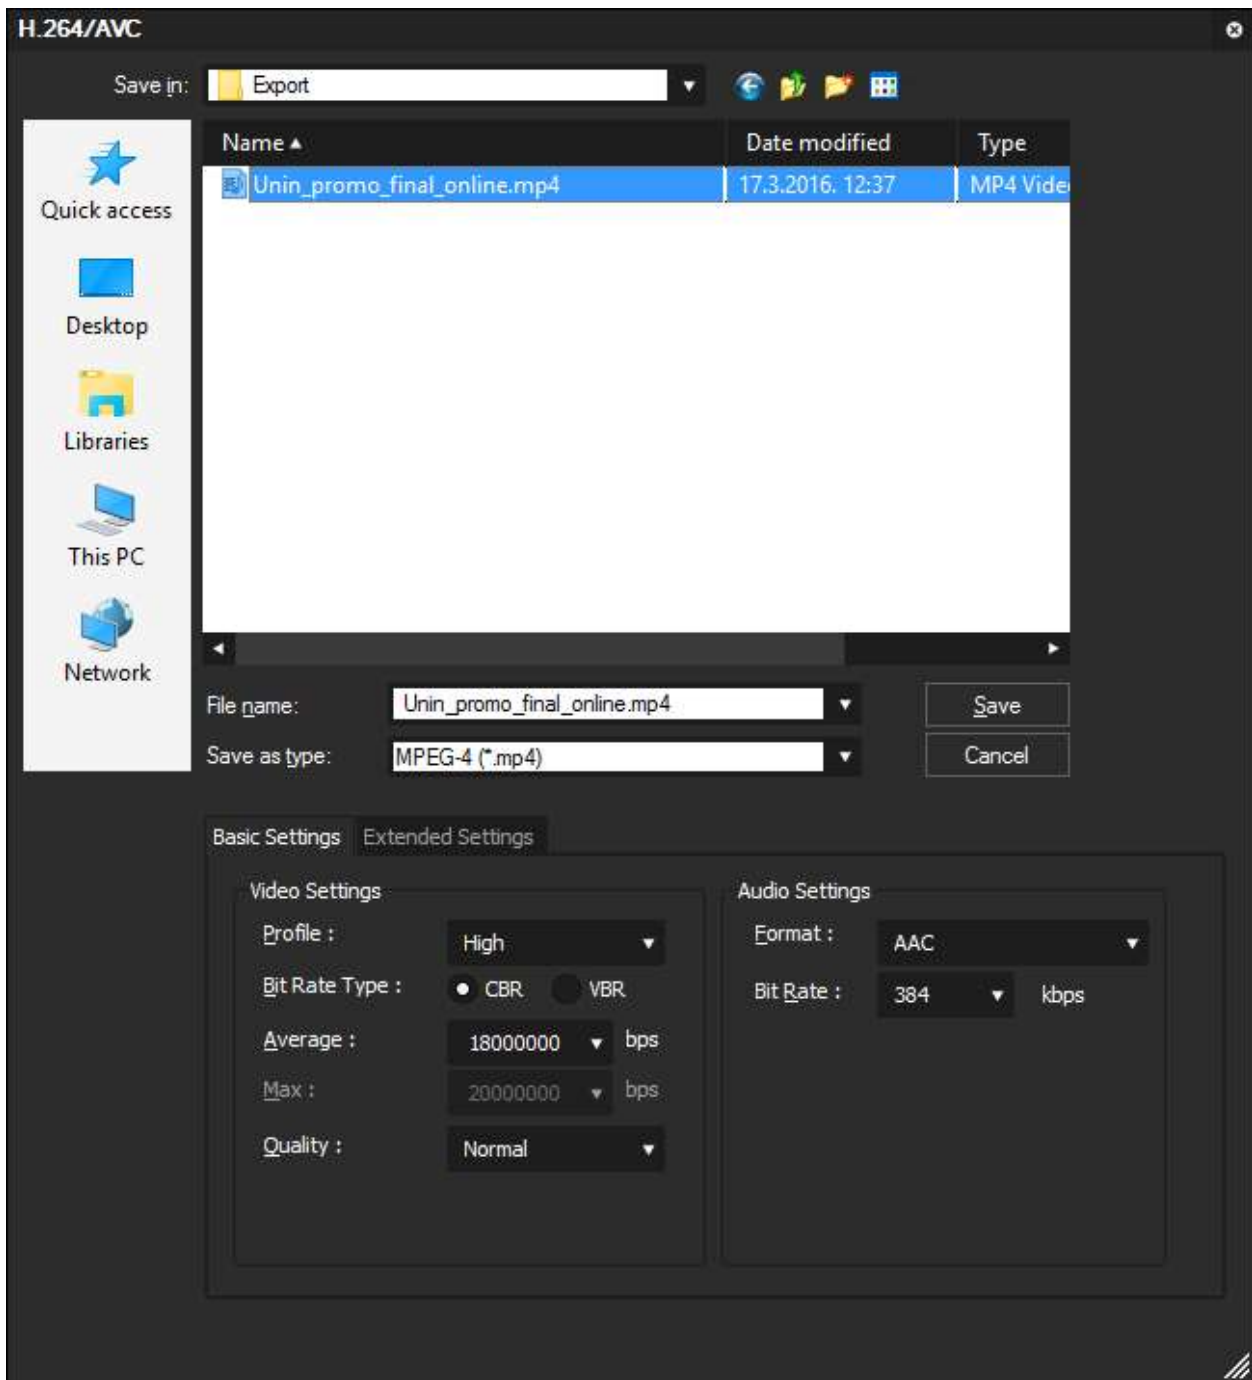 H.264/AVC
Save in: Export
Name Date modified Type
Unin_promo_final_online.mp4 17.3.2016. 12:37 MP4 Vide
Quick access
Desktop
Libraries
This PC
Network
File name: Unin_promo_final_online.mp4 Save
Save as type: MPEG-4 (*.mp4) Cancel
Basic Settings Extended Settings
Video Settings Audio Settings
Profile : High Format : AAC
Bit Rate Type : CBR VBR Bit Rate : 384 kbps
Average : 18000000 bps
Max : 20000000 bps
Quality : Normal